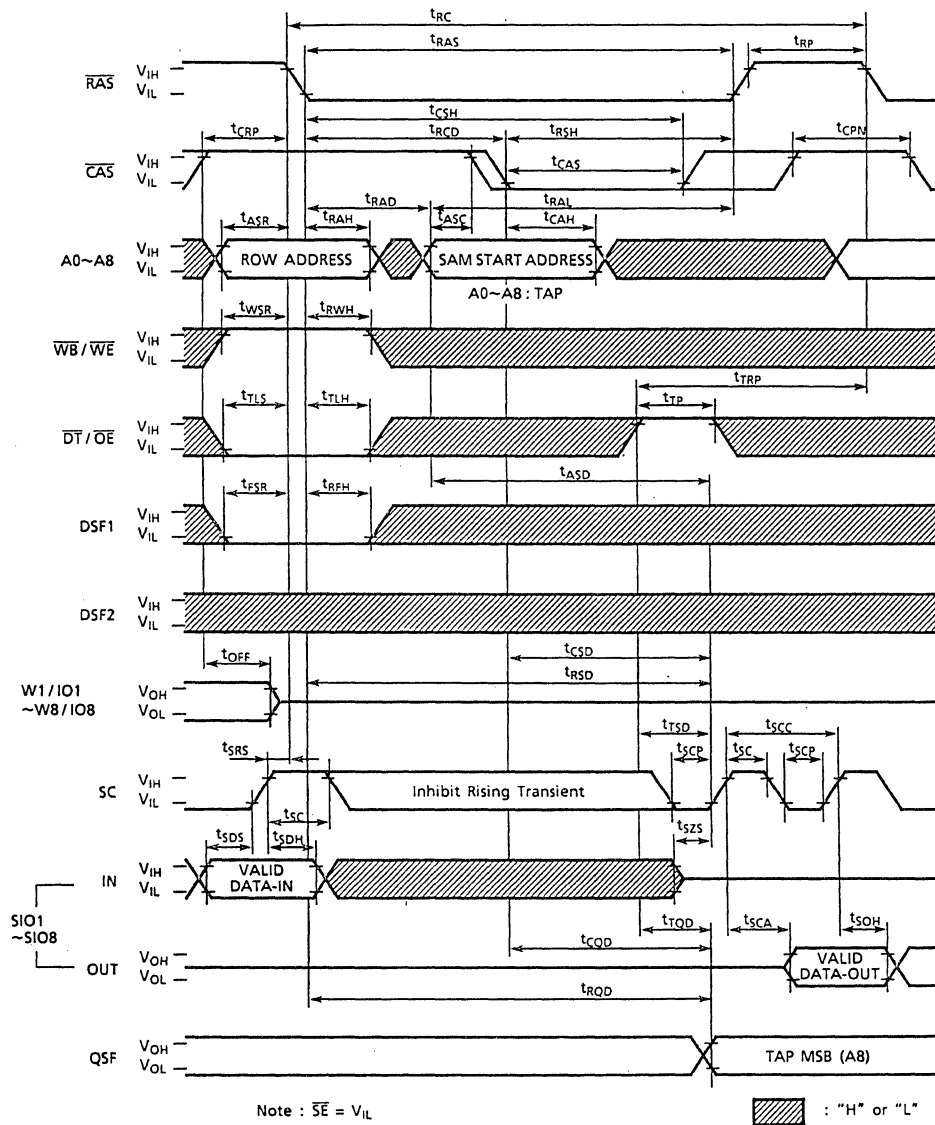 tRC
tRAS
tRP
RAS VIH
VIL
tCSH
tCRP tRCD tRSH tCPN
CAS VIH
VIL
tCAS
tRAD tRAL
tASR tRAH tASC tCAH
A0~A8 VIH
VIL
ROW ADDRESS SAM START ADDRESS
A0~A8 : TAP
tWSR tRWH
WB / WE VIH
VIL
tTRP
tTLS tTLH tTP
DT / OE VIH
VIL
tASD
tFSR tRFH
DSF1 VIH
VIL
DSF2 VIH
VIL
tCSD
tOFF tRSD
W1 / IO1
~W8 / IO8
VOH
VOL
tTSD tSCC
tSRS tSCP tSC tSCP
SC VIH
VIL
Inhibit Rising Transient
tSC
tSDS tSDH tSZS
IN VIH
VIL
VALID
DATA-IN
SIO1
~SIO8
tTQD tSCA tSOH
tCQD
OUT VOH
VOL
VALID
DATA-OUT
tRQD
QSF VOH
VOL
TAP MSB (A8)
Note : SE = VIL
: "H" or "L"